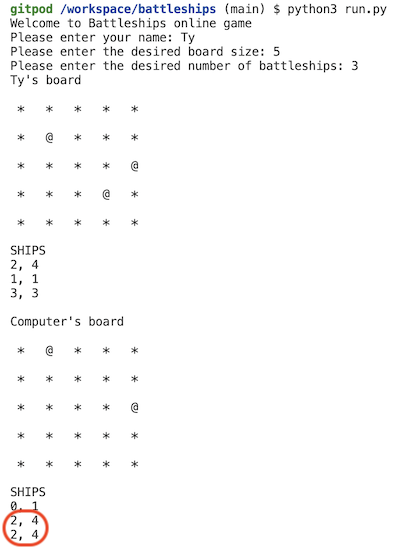 gitpod /workspace/battleships (main) $ python3 run.py
Welcome to Battleships online game
Please enter your name: Ty
Please enter the desired board size: 5
Please enter the desired number of battleships: 3
Ty's board
* * * * *
* @ * * *
* * * * @
* * * @ *
* * * * *
SHIPS
2, 4
1, 1
3, 3
Computer's board
* @ * * *
* * * * *
* * * * @
* * * * *
* * * * *
SHIPS
0, 1
2, 4
2, 4